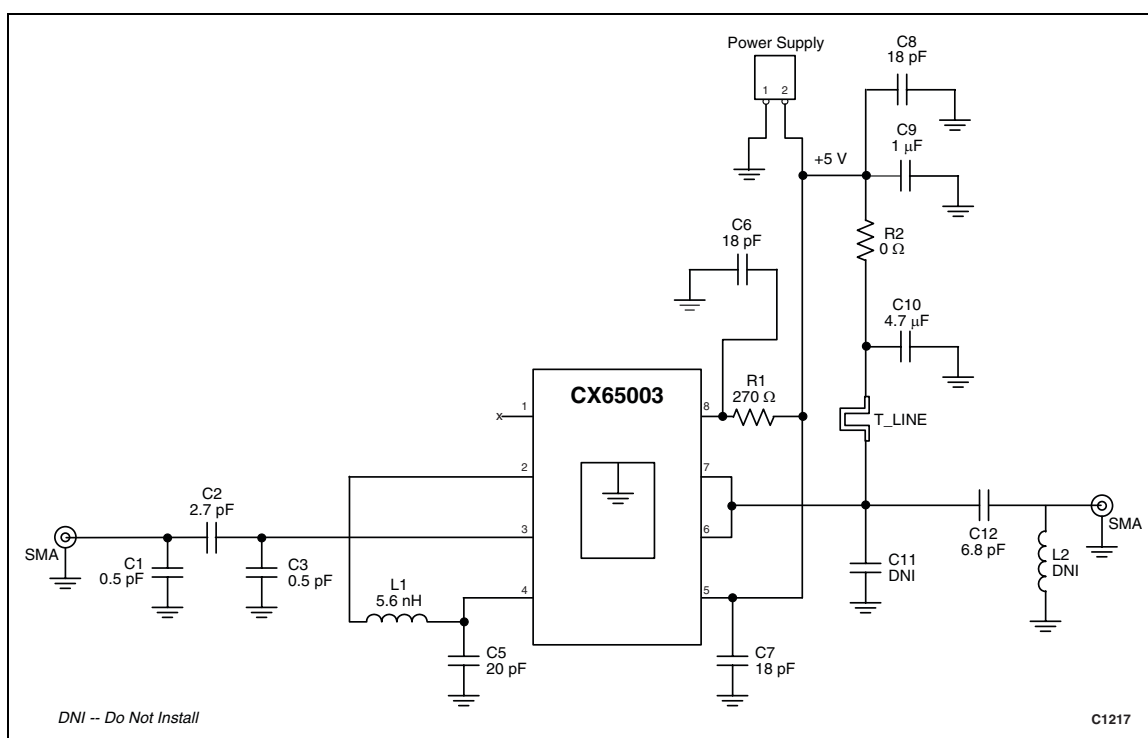 Power Supply
1 2
C8
18 pF
C9
1 μF
+5 V
R2
0 Ω
C6
18 pF
C10
4.7 μF
CX65003
R1
270 Ω
T_LINE
x
1
2
3
4
8
7
6
5
C2
2.7 pF
SMA
C1
0.5 pF
C3
0.5 pF
L1
5.6 nH
C5
20 pF
C7
18 pF
C11
DNI
C12
6.8 pF
L2
DNI
SMA
DNI -- Do Not Install
C1217